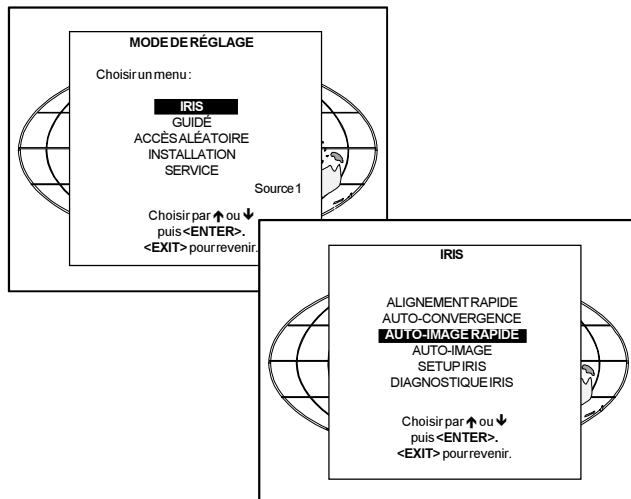 MODE DE RÉGLAGE
Choisir un menu :
IRIS
GUIDÉ
ACCÈS ALÉATOIRE
INSTALLATION
SERVICE
Source 1
Choisir par ↑ ou ↓
puis <ENTER>.
<EXIT> pour revenir.
IRIS
ALIGNEMENT RAPIDE
AUTO-CONVERGENCE
AUTO-IMAGE RAPIDE
AUTO-IMAGE
SETUP IRIS
DIAGNOSTIQUE IRIS
Choisir par ↑ ou ↓
puis <ENTER>.
<EXIT> pour revenir.